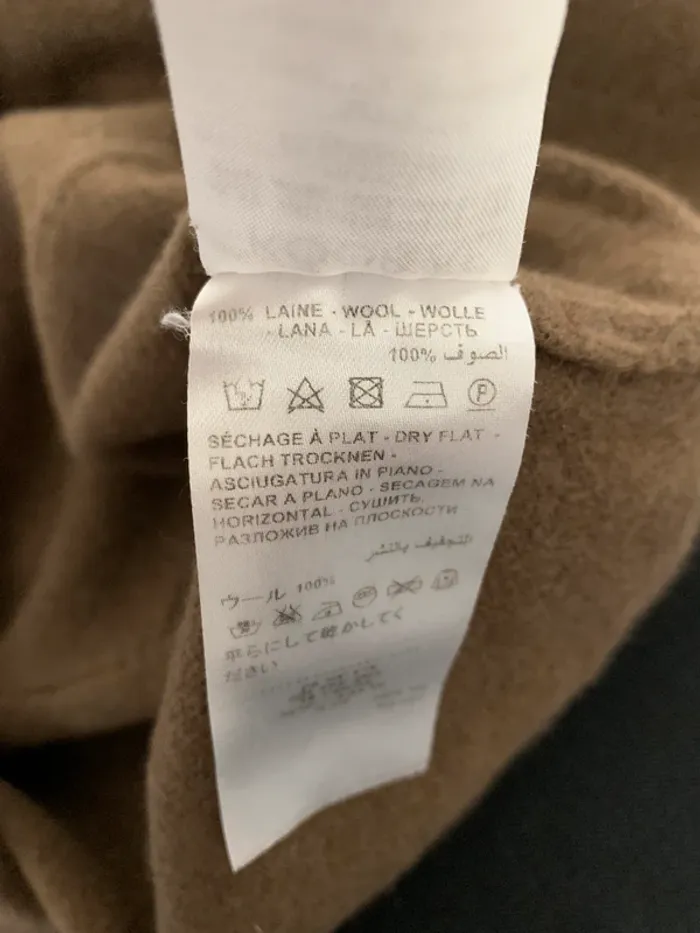 100% LAINE - WOOL - WOLLE
- LANA - LÃ - ШЕРСТЬ
100% الصوف
P
SÉCHAGE À PLAT - DRY FLAT -
FLACH TROCKNEN -
ASCIUGATURA IN PIANO -
SECAR A PLANO - SECAGEM NA
HORIZONTAL - СУШИТЬ,
РАЗЛОЖИВ НА ПЛОСКОСТИ
التجفيف بالنشر
ウール 100%
平らにして乾かしてく
ださい